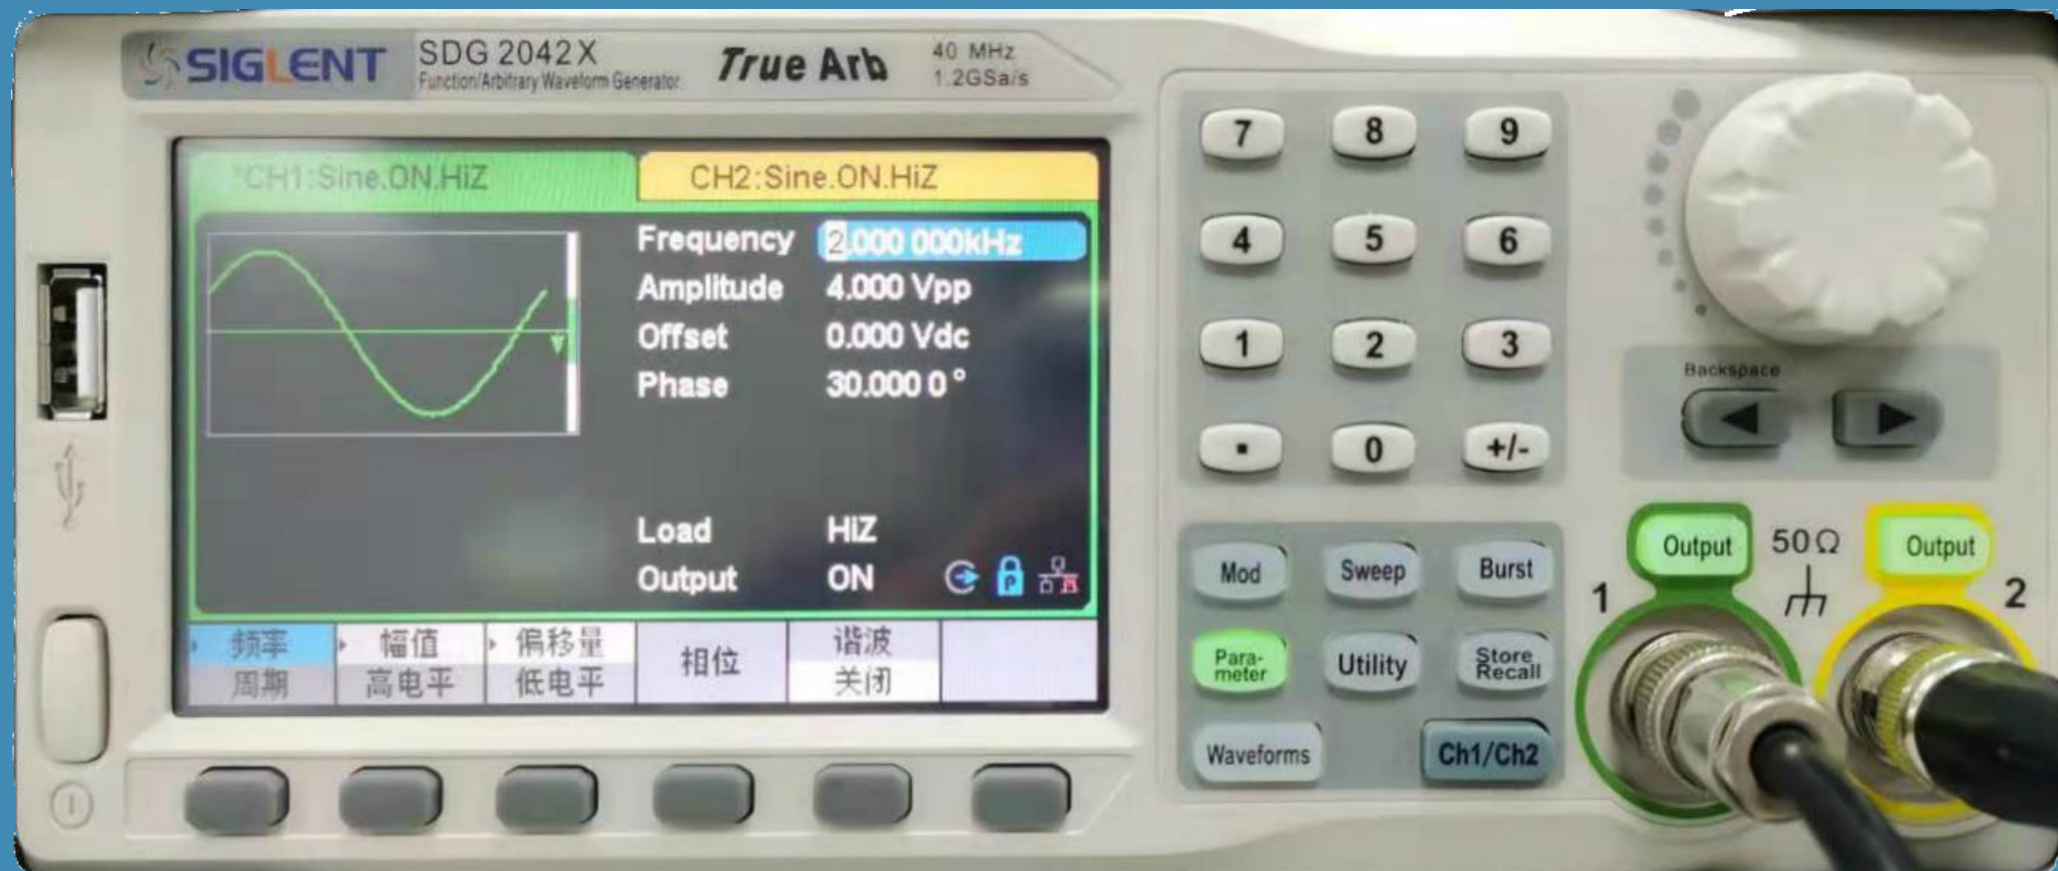 SIGLENT
SDG 2042X
Function/Arbitrary Waveform Generator
True Arb
40 MHz
1.2GSa/s
*CH1:Sine.ON.HiZ
CH2:Sine.ON.HiZ
Frequency 2.000 000kHz
Amplitude 4.000 Vpp
Offset 0.000 Vdc
Phase 30.000 0 °
Load HiZ
Output ON
P
频率 幅值 偏移量 相位 谐波
周期 高电平 低电平 关闭
7 8 9
4 5 6
1 2 3
. 0 +/-
Backspace
Mod Sweep Burst
Para-
meter
Utility
Store
Recall
Waveforms Ch1/Ch2
Output 50Ω Output
1 2